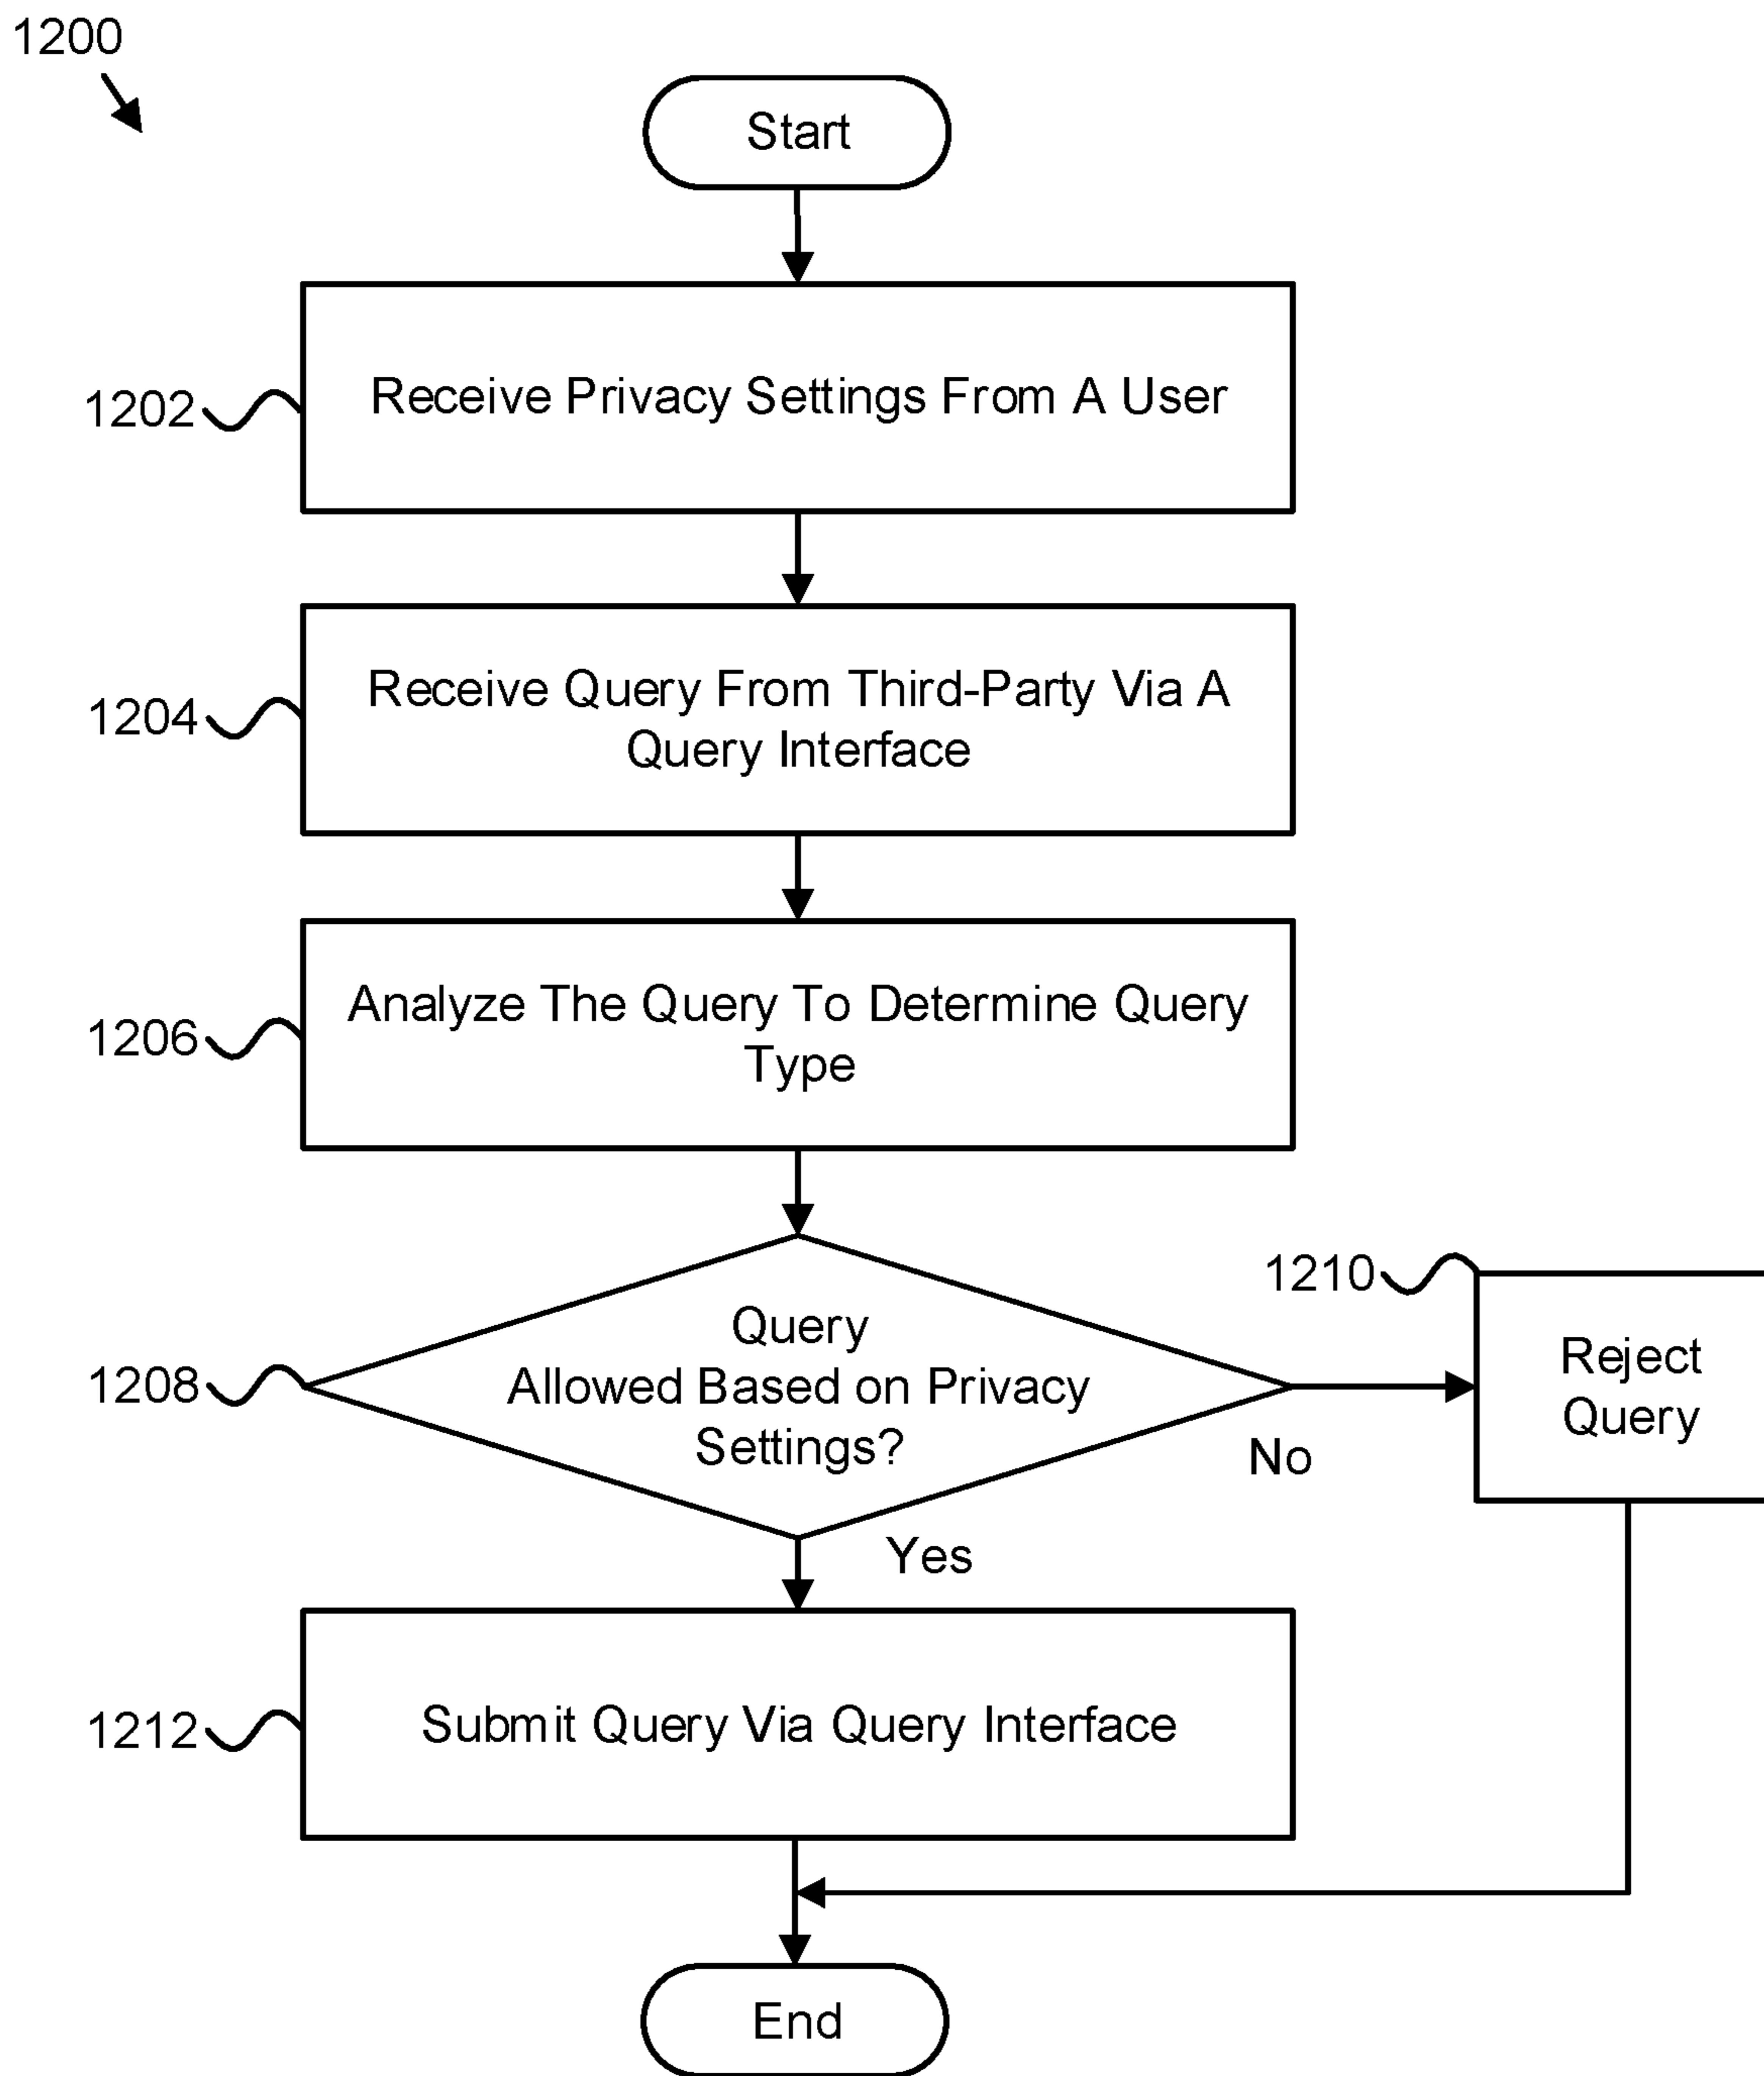 1200
Start
1202
Receive Privacy Settings From A User
1204
Receive Query From Third-Party Via A
Query Interface
1206
Analyze The Query To Determine Query
Type
1208
Query
Allowed Based on Privacy
Settings?
No
1210
Reject
Query
Yes
1212
Submit Query Via Query Interface
End